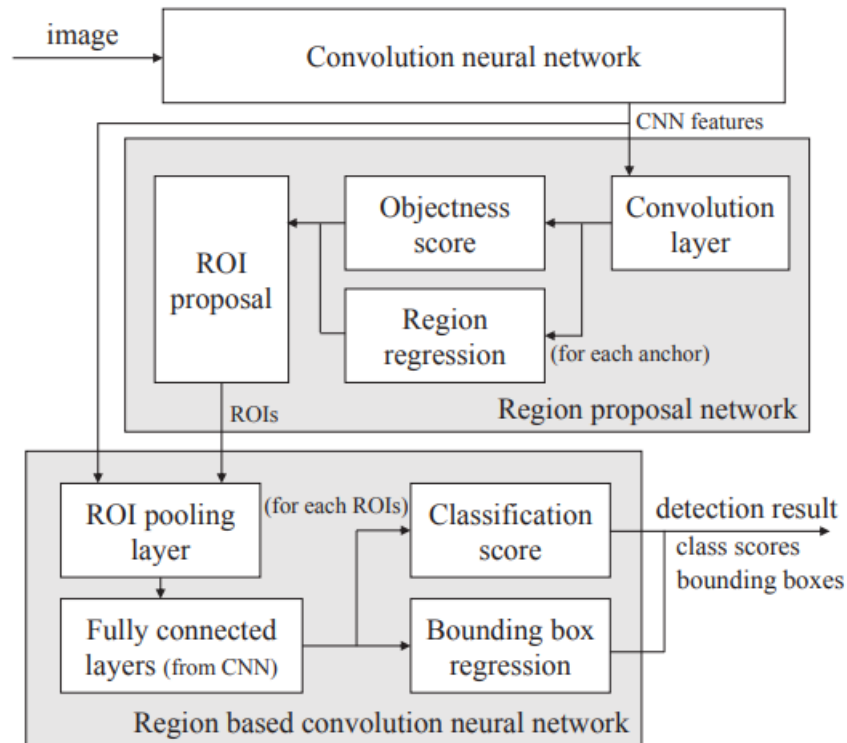 image
Convolution neural network
CNN features
Objectness
score
Convolution
layer
ROI
proposal
Region
regression
(for each anchor)
Region proposal network
ROIs
ROI pooling
layer
(for each ROIs)
Classification
score
detection result
class scores
bounding boxes
Fully connected
layers (from CNN)
Bounding box
regression
Region based convolution neural network